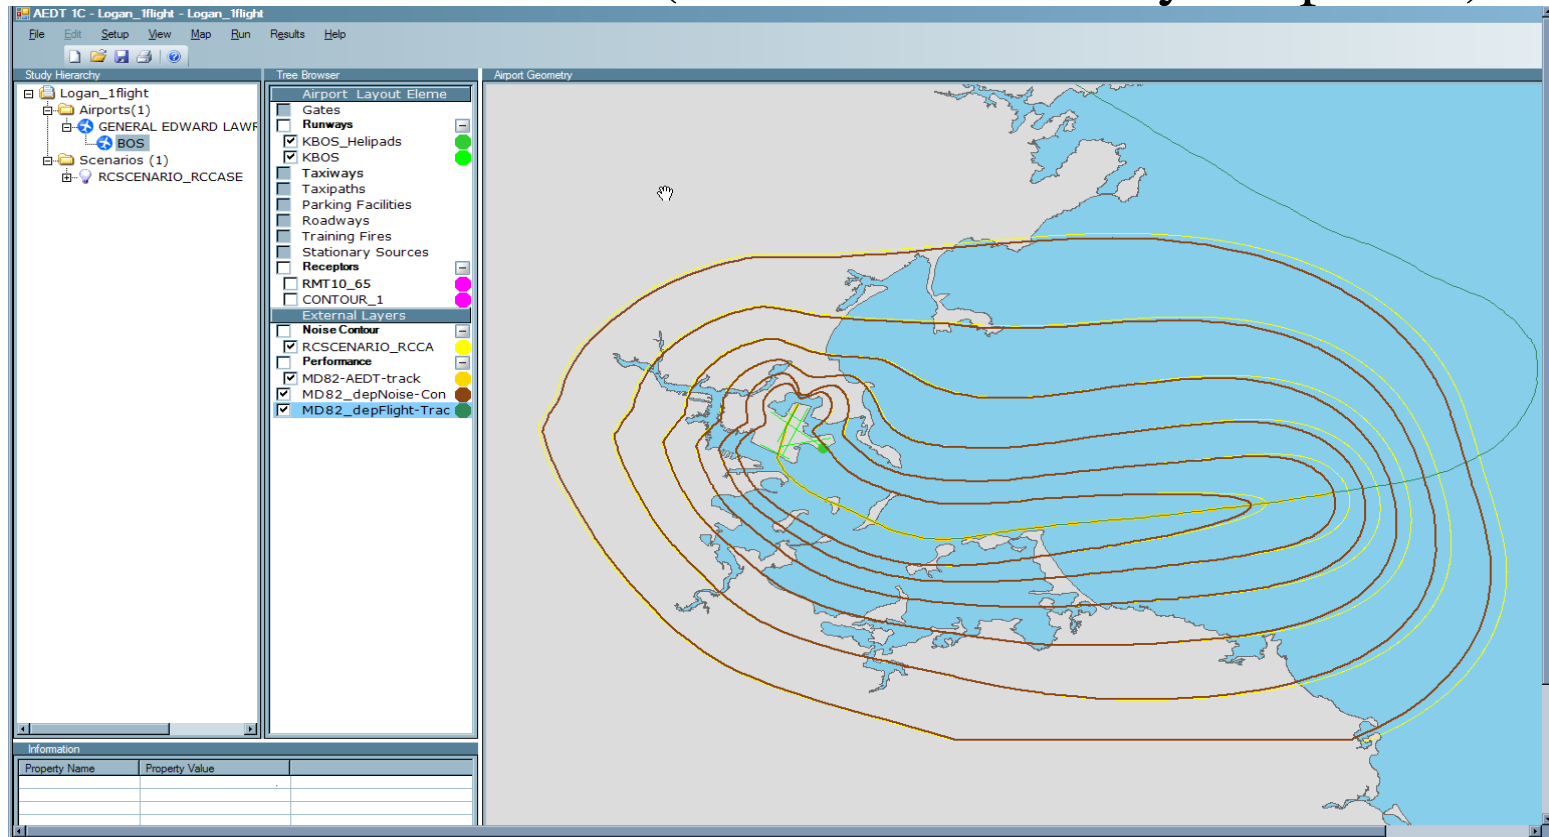 AEDT 1C - Logan_1flight - Logan_1flight
File Edit Setup View Map Run Results Help
Study Hierarchy
Logan_1flight
Airports(1)
GENERAL EDWARD LAWR
BOS
Scenarios (1)
RCSCENARIO_RCCASE
Tree Browser
Airport Layout Eleme
Gates
Runways
KBOS_Helipads
KBOS
Taxiways
Taxipaths
Parking Facilities
Roadways
Training Fires
Stationary Sources
Receptors
RMT10_65
CONTOUR_1
External Layers
Noise Contour
RCSCENARIO_RCCA
Performance
MD82-AEDT-track
MD82_depNoise-Con
MD82_depFlight-Trac
Airport Geometry
Information
Property Name Property Value